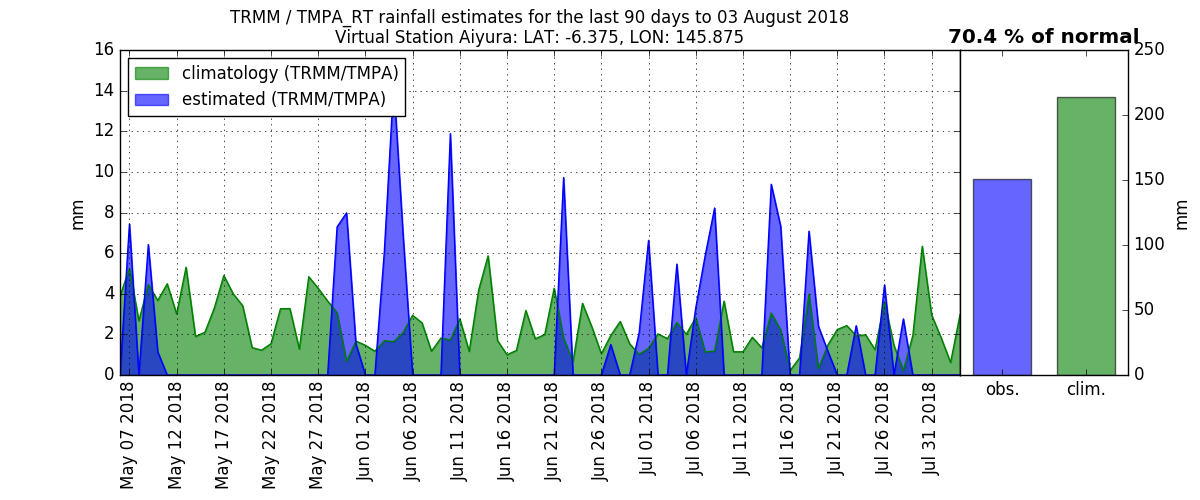 TRMM / TMPA_RT rainfall estimates for the last 90 days to 03 August 2018
Virtual Station Aiyura: LAT: -6.375, LON: 145.875
70.4 % of normal
climatology (TRMM/TMPA)
estimated (TRMM/TMPA)
mm
16
14
12
10
8
6
4
2
0
May 07 2018
May 12 2018
May 17 2018
May 22 2018
May 27 2018
Jun 01 2018
Jun 06 2018
Jun 11 2018
Jun 16 2018
Jun 21 2018
Jun 26 2018
Jul 01 2018
Jul 06 2018
Jul 11 2018
Jul 16 2018
Jul 21 2018
Jul 26 2018
Jul 31 2018
obs.
clim.
250
200
150
100
50
0
mm